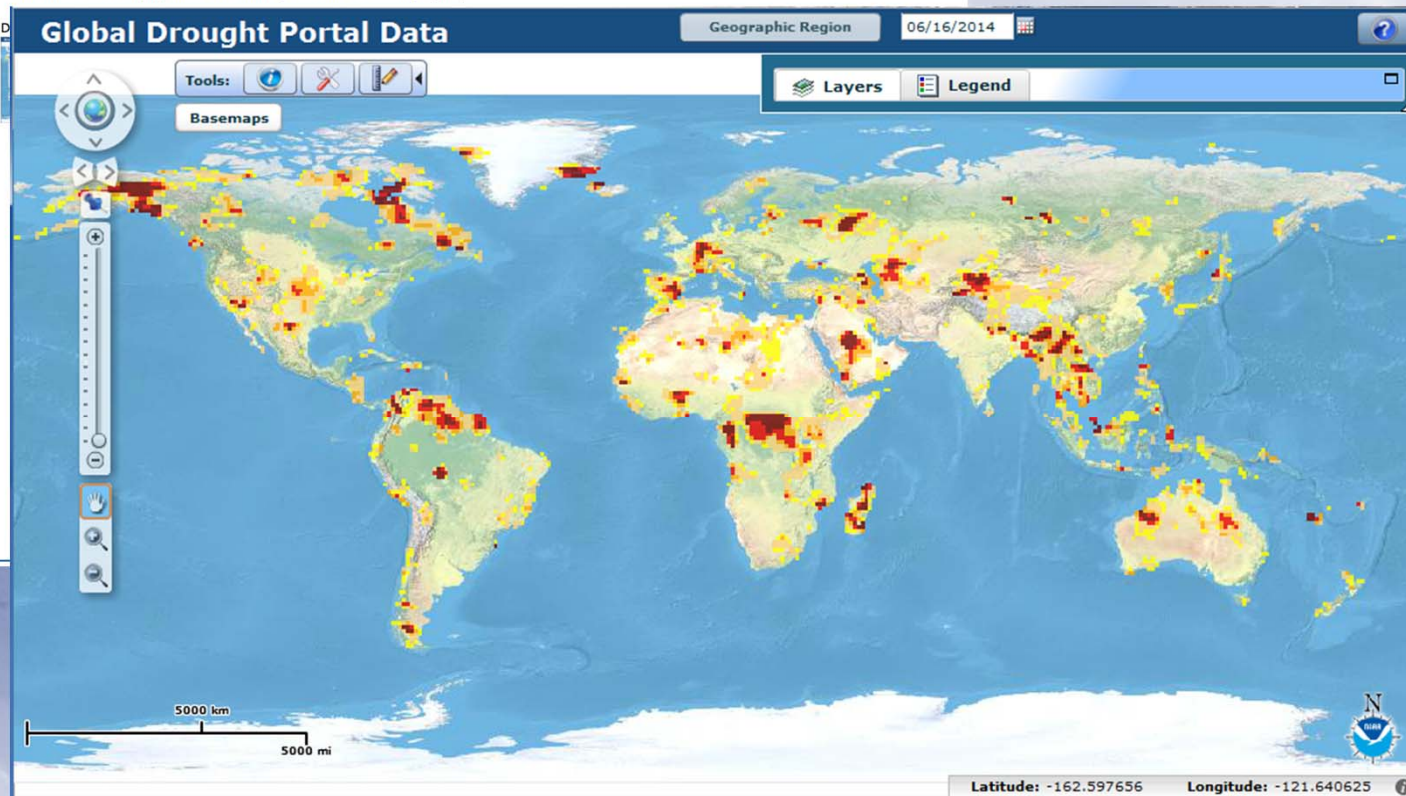 D
Global Drought Portal Data
Geographic Region
06/16/2014
?
Tools:
Layers
Legend
Basemaps
5000 km
5000 mi
N
NOAA
Latitude: -162.597656 Longitude: -121.640625